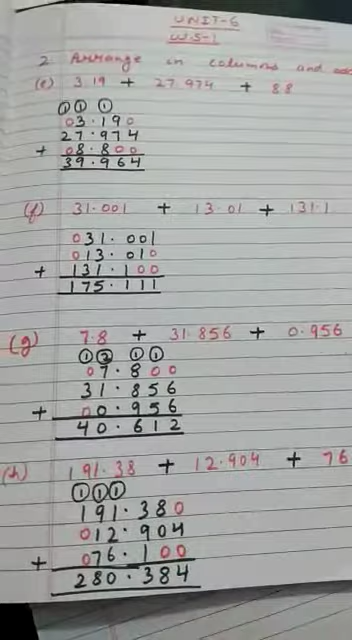 UNIT-6
W.S-1
2. Arrange in columns and
(e) 3.19 + 27.974 + 88
1 1 1
03.190
27.974
+ 08.800
39.964
(f) 31.001 + 13.01 + 131.1
031.001
013.010
+ 131.100
175.111
(g) 7.8 + 31.856 + 0.956
1 2 1 1
07.800
31.856
+ 00.956
40.612
(h) 191.38 + 12.904 + 76
1 1 1
191.380
012.904
+ 076.100
280.384